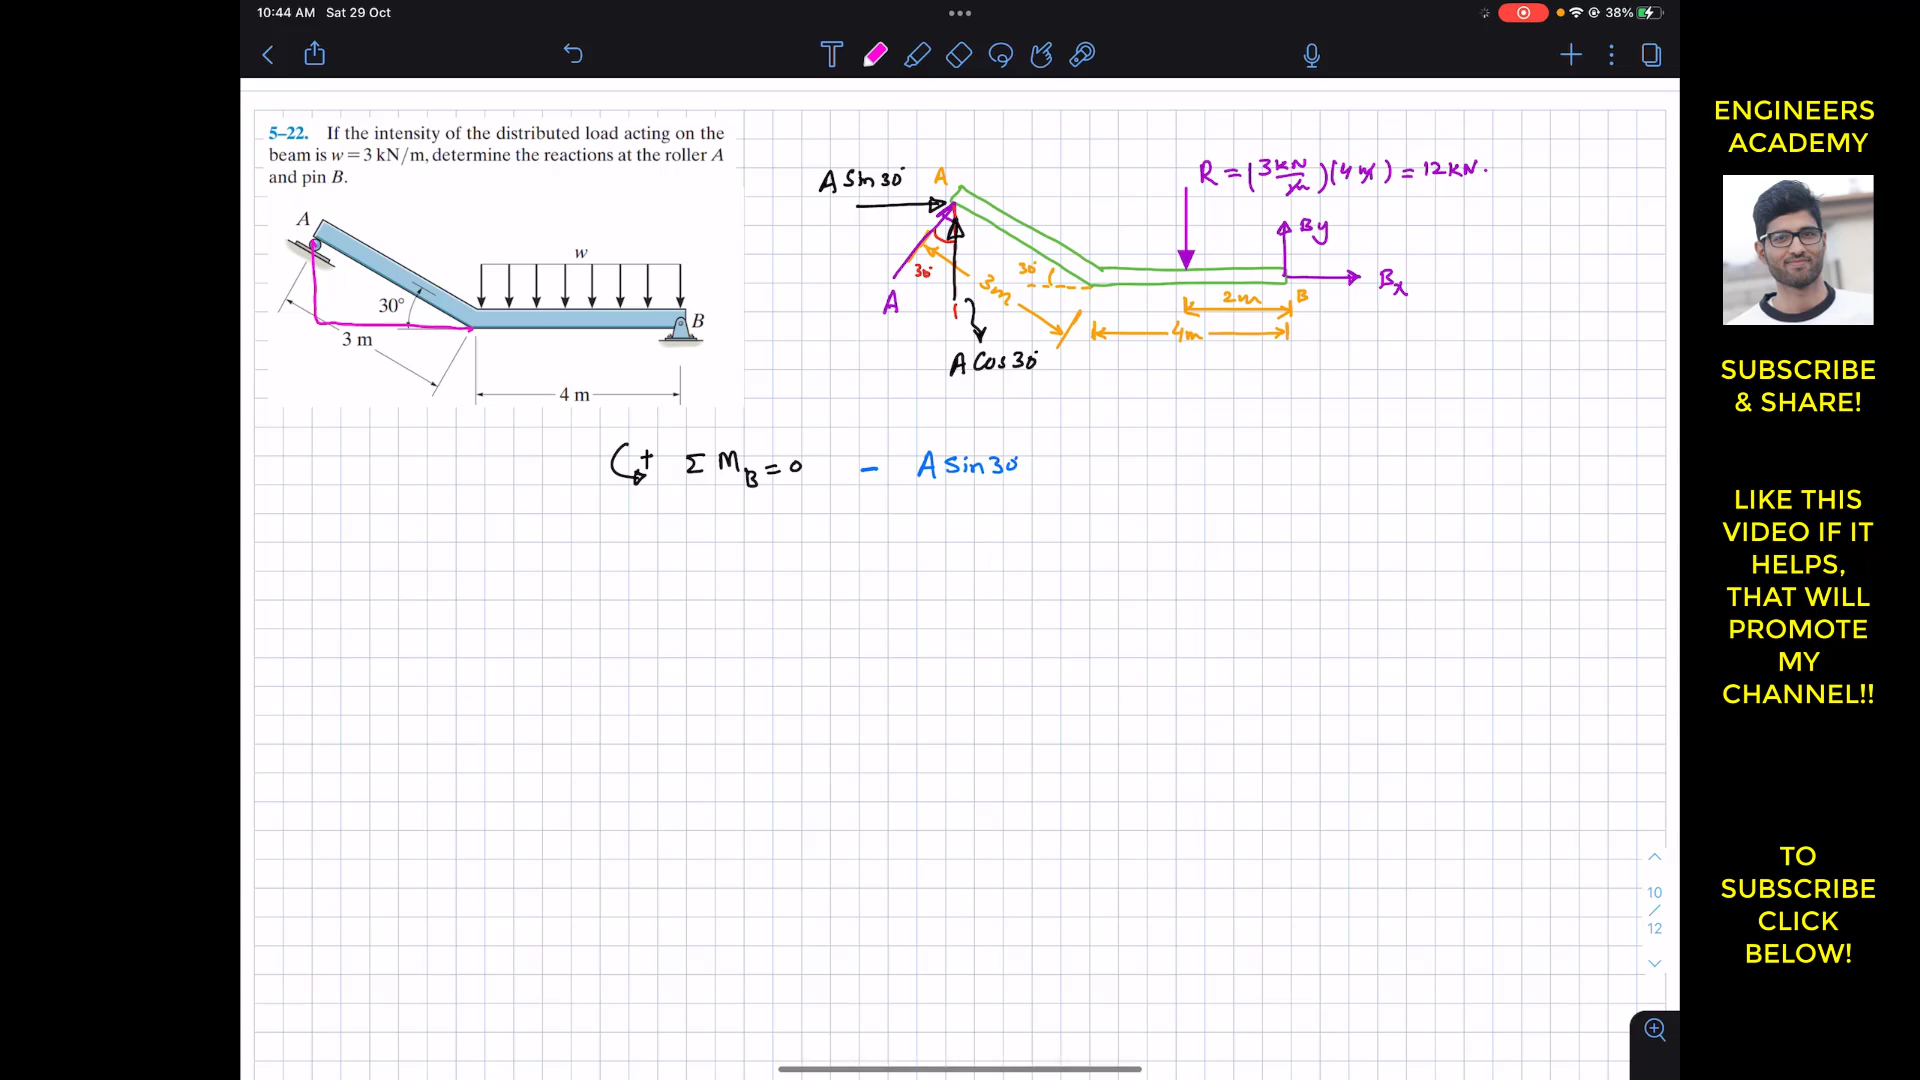 10:44 AM Sat 29 Oct
38%
5–22. If the intensity of the distributed load acting on the
beam is w = 3 kN/m, determine the reactions at the roller A
and pin B.
A
w
30°
B
3 m
4 m
A Sin 30°
A
R = (3 kN/m)(4 m) = 12 kN.
By
30°
30°
3m
Bx
A
2m
B
4m
A Cos 30°
+ Σ M_B = 0 - A Sin 30°
10
/
12
ENGINEERS
ACADEMY
SUBSCRIBE
& SHARE!
LIKE THIS
VIDEO IF IT
HELPS,
THAT WILL
PROMOTE
MY
CHANNEL!!
TO
SUBSCRIBE
CLICK
BELOW!